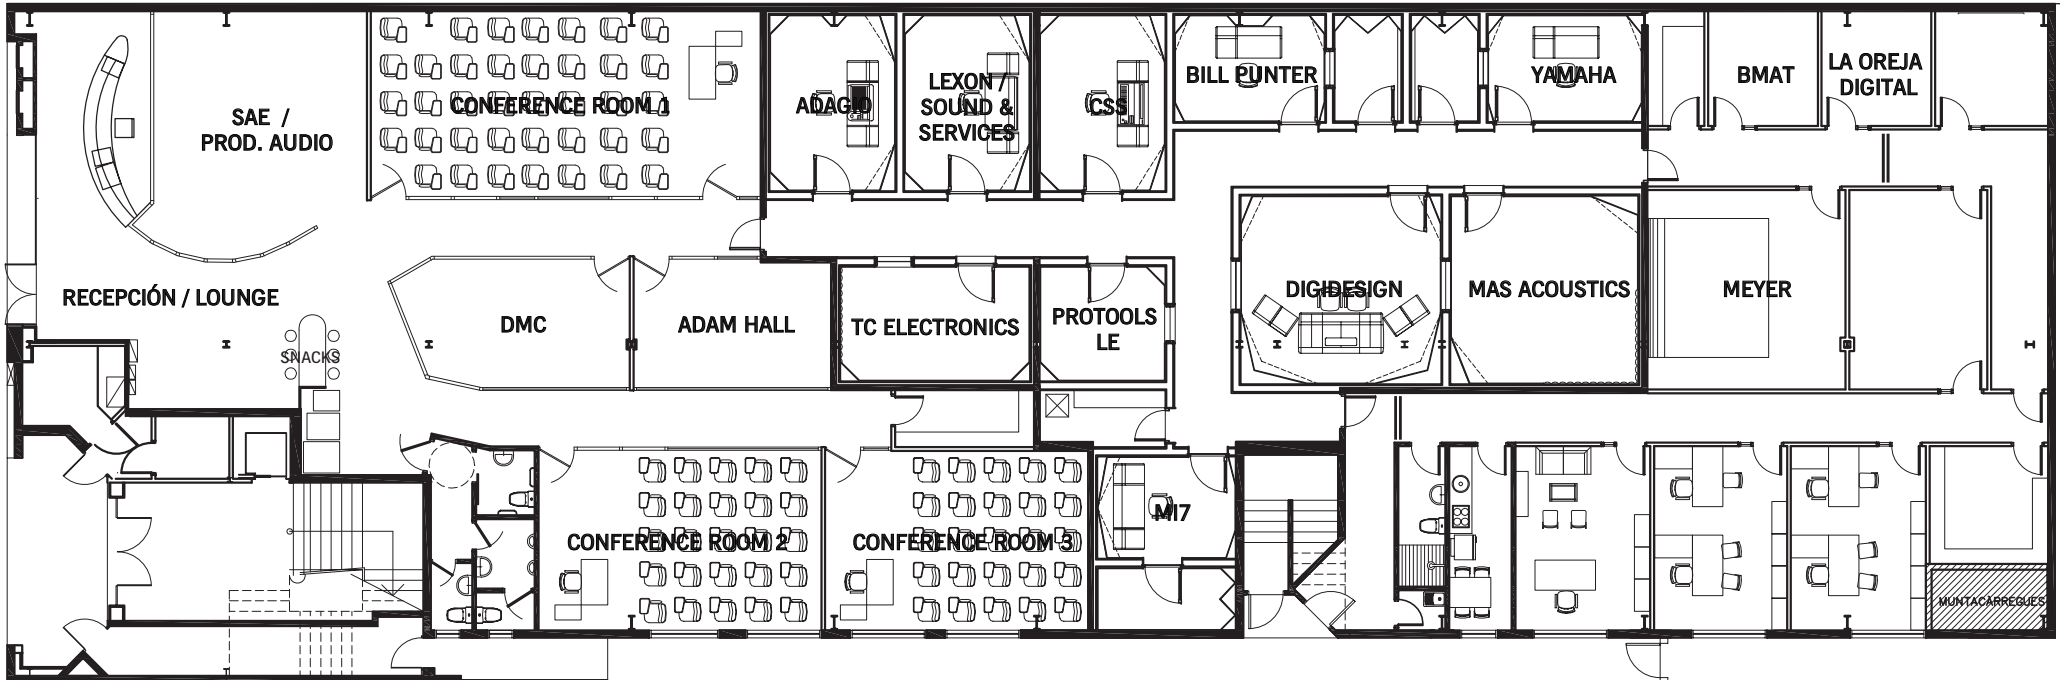 SAE /
PROD. AUDIO
CONFERENCE ROOM 1
ADAGIO
LEXON /
SOUND &
SERVICES
CSS
BILL PUNTER
YAMAHA
BMAT
LA OREJA
DIGITAL
RECEPCIÓN / LOUNGE
SNACKS
DMC
ADAM HALL
TC ELECTRONICS
PROTOOLS
LE
DIGIDESIGN
MAS ACOUSTICS
MEYER
CONFERENCE ROOM 2
CONFERENCE ROOM 3
MI7
MUNTACÀRREGUES